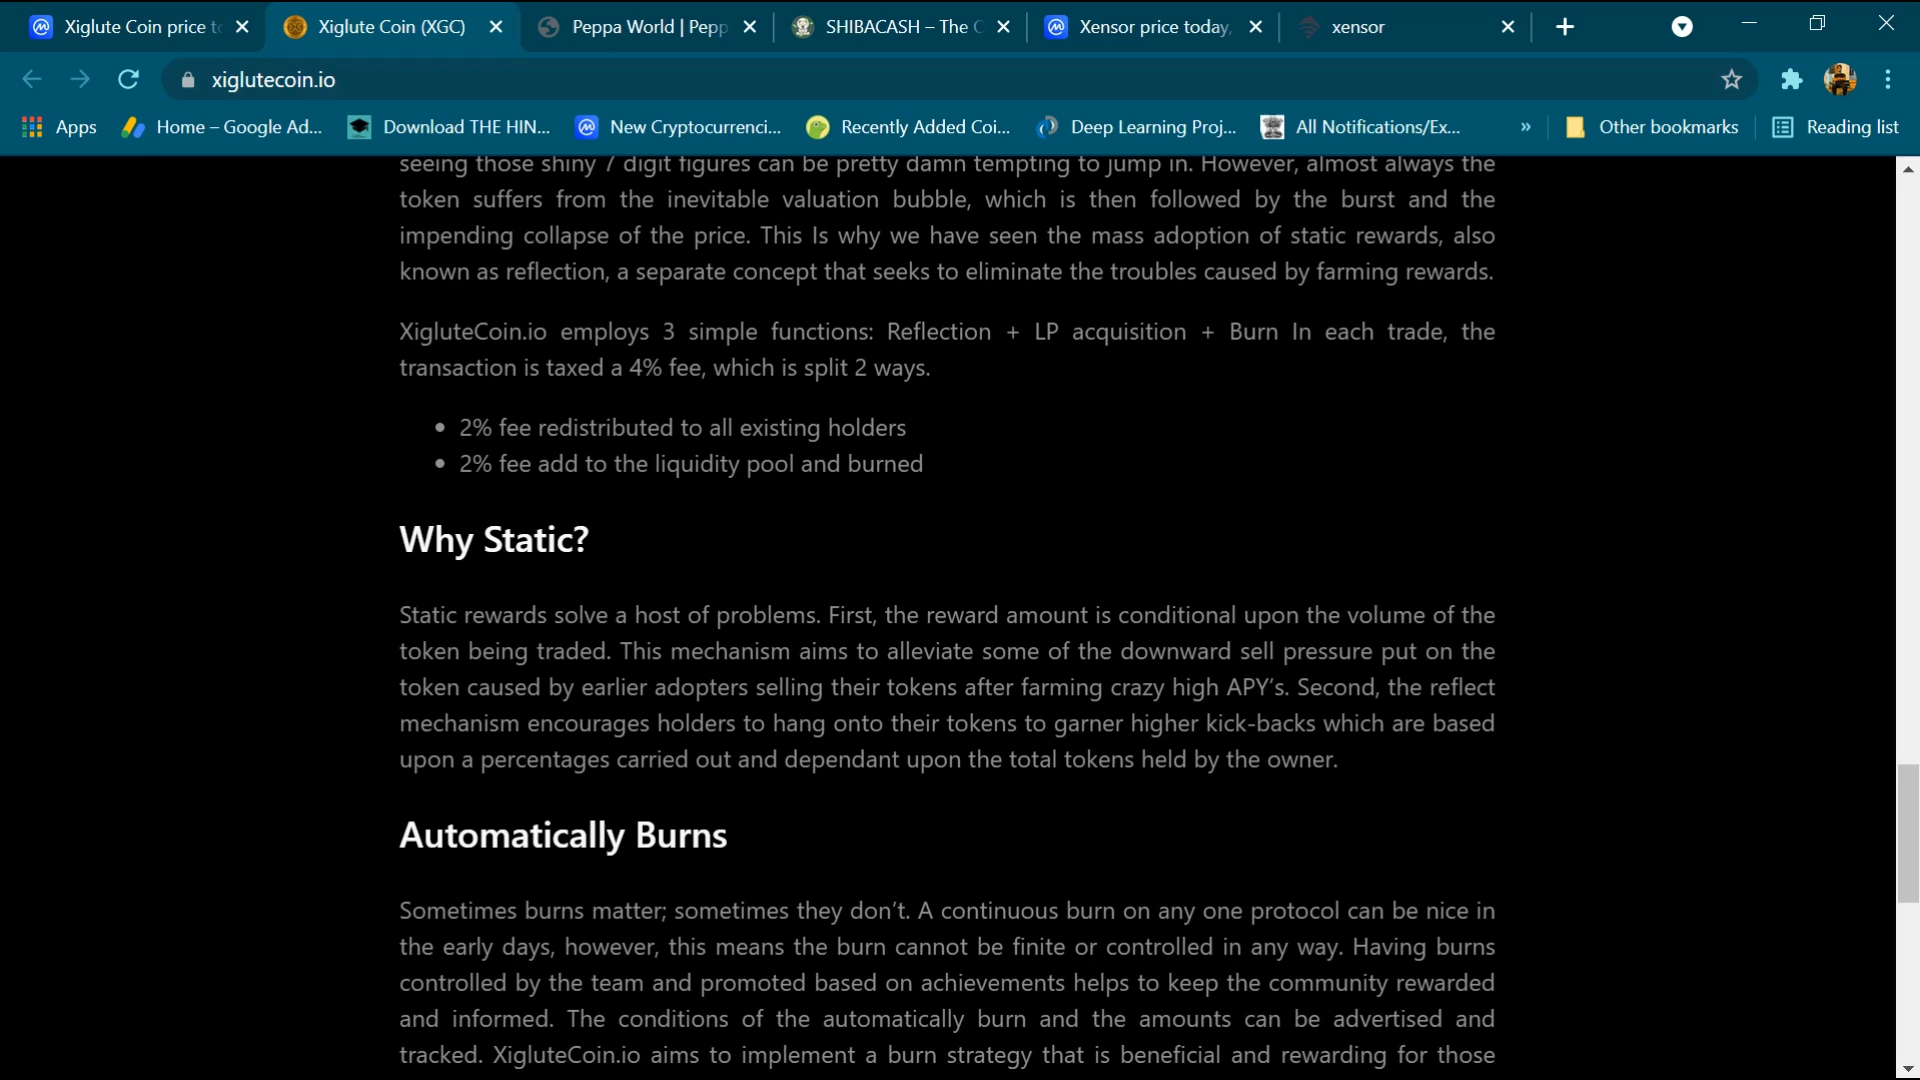 Xiglute Coin price to
Xiglute Coin (XGC)
Peppa World | Pepp
SHIBACASH – The C
Xensor price today,
xensor
xiglutecoin.io
Apps
Home – Google Ad...
Download THE HIN...
New Cryptocurrenci...
Recently Added Coi...
Deep Learning Proj...
All Notifications/Ex...
»
Other bookmarks
Reading list
seeing those shiny 7 digit figures can be pretty damn tempting to jump in. However, almost always the
token suffers from the inevitable valuation bubble, which is then followed by the burst and the
impending collapse of the price. This Is why we have seen the mass adoption of static rewards, also
known as reflection, a separate concept that seeks to eliminate the troubles caused by farming rewards.
XigluteCoin.io employs 3 simple functions: Reflection + LP acquisition + Burn In each trade, the
transaction is taxed a 4% fee, which is split 2 ways.
• 2% fee redistributed to all existing holders
• 2% fee add to the liquidity pool and burned
Why Static?
Static rewards solve a host of problems. First, the reward amount is conditional upon the volume of the
token being traded. This mechanism aims to alleviate some of the downward sell pressure put on the
token caused by earlier adopters selling their tokens after farming crazy high APY’s. Second, the reflect
mechanism encourages holders to hang onto their tokens to garner higher kick-backs which are based
upon a percentages carried out and dependant upon the total tokens held by the owner.
Automatically Burns
Sometimes burns matter; sometimes they don’t. A continuous burn on any one protocol can be nice in
the early days, however, this means the burn cannot be finite or controlled in any way. Having burns
controlled by the team and promoted based on achievements helps to keep the community rewarded
and informed. The conditions of the automatically burn and the amounts can be advertised and
tracked. XigluteCoin.io aims to implement a burn strategy that is beneficial and rewarding for those